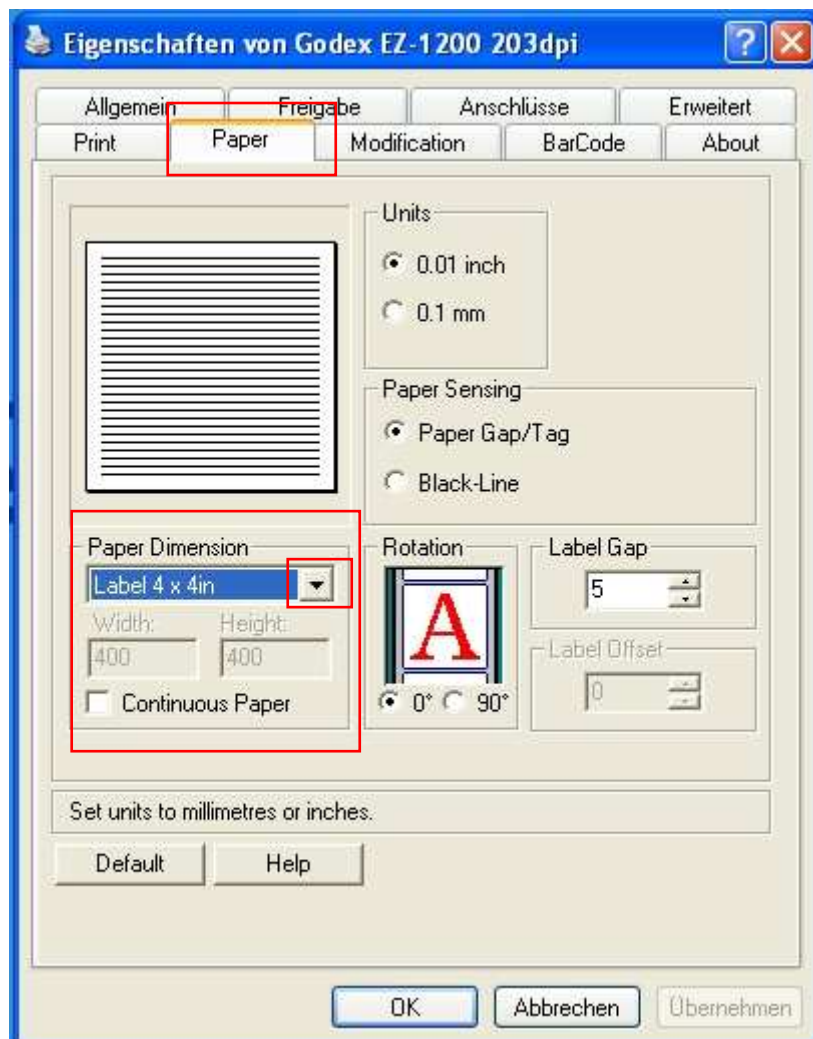 Eigenschaften von Godex EZ-1200 203dpi
Allgemein Freigabe Anschlüsse Erweitert
Print Paper Modification BarCode About
Units
0.01 inch
0.1 mm
Paper Sensing
Paper Gap/Tag
Black-Line
Paper Dimension
Label 4 x 4in
Width: Height:
400 400
Continuous Paper
Rotation
A
0° 90°
Label Gap
5
Label Offset
0
Set units to millimetres or inches.
Default Help
OK Abbrechen Übernehmen